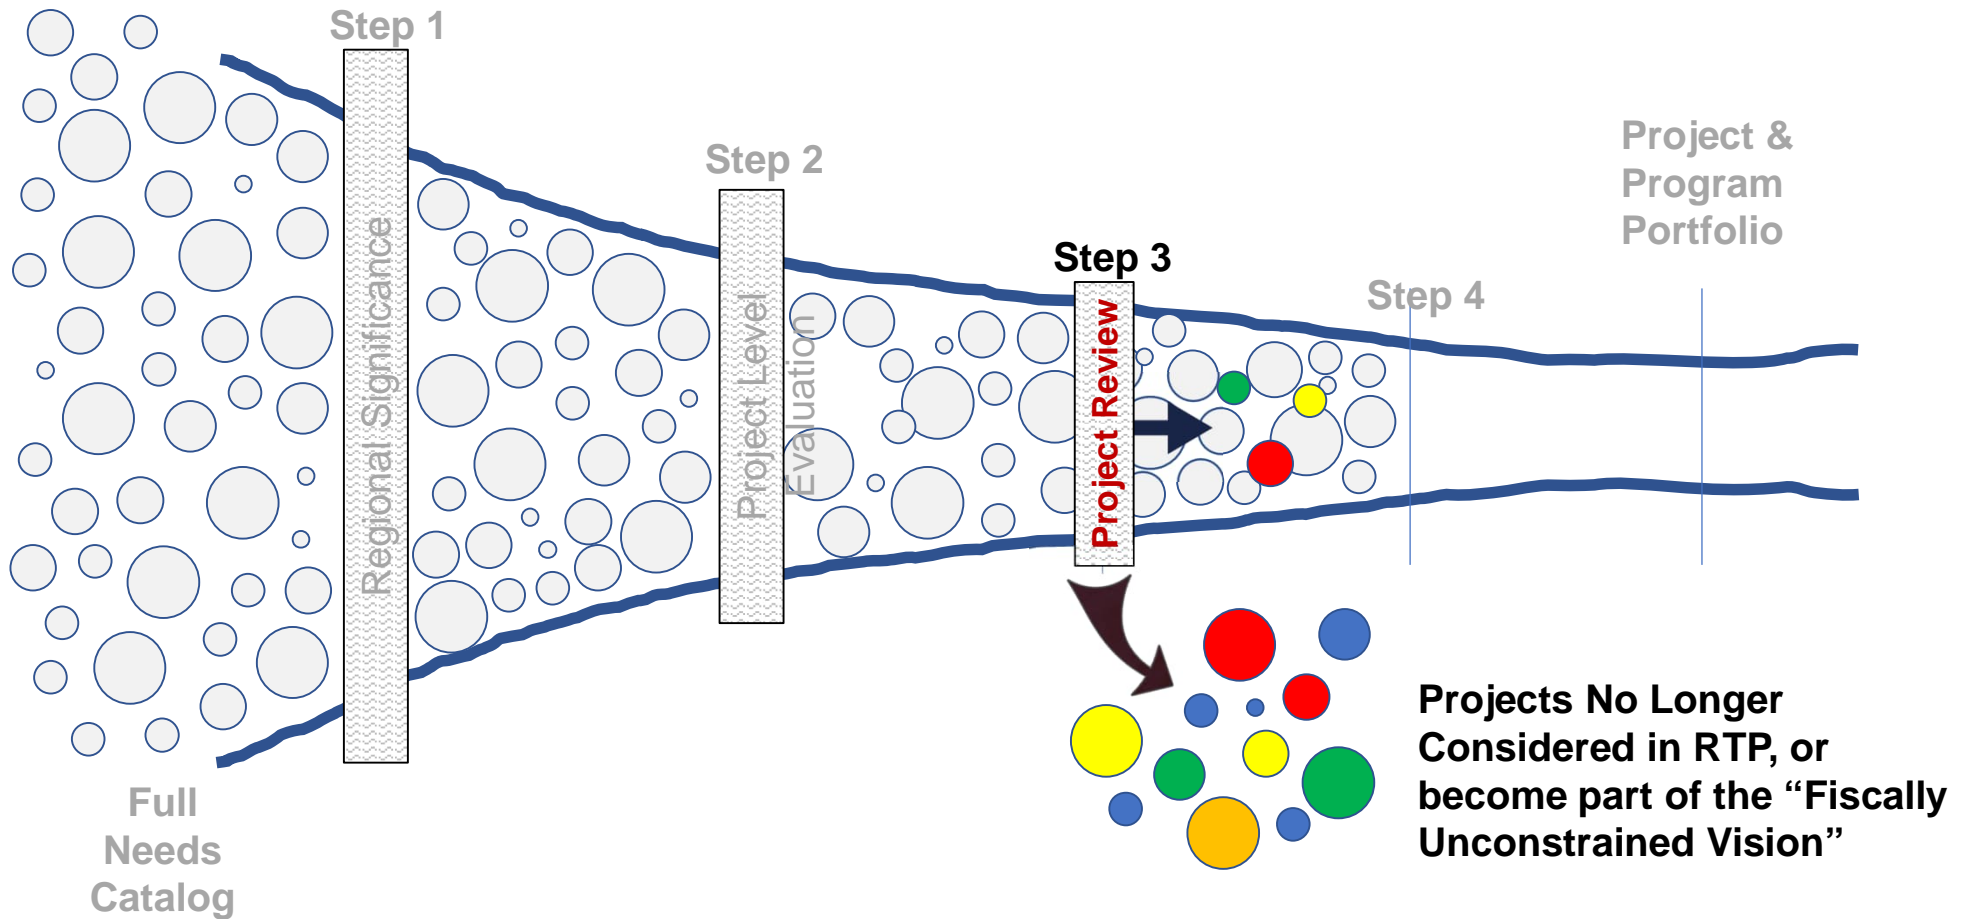 Step 1
Regional Significance
Step 2
Project Level
Evaluation
Step 3
Project Review
Step 4
Project &
Program
Portfolio
Full
Needs
Catalog
Projects No Longer
Considered in RTP, or
become part of the “Fiscally
Unconstrained Vision”